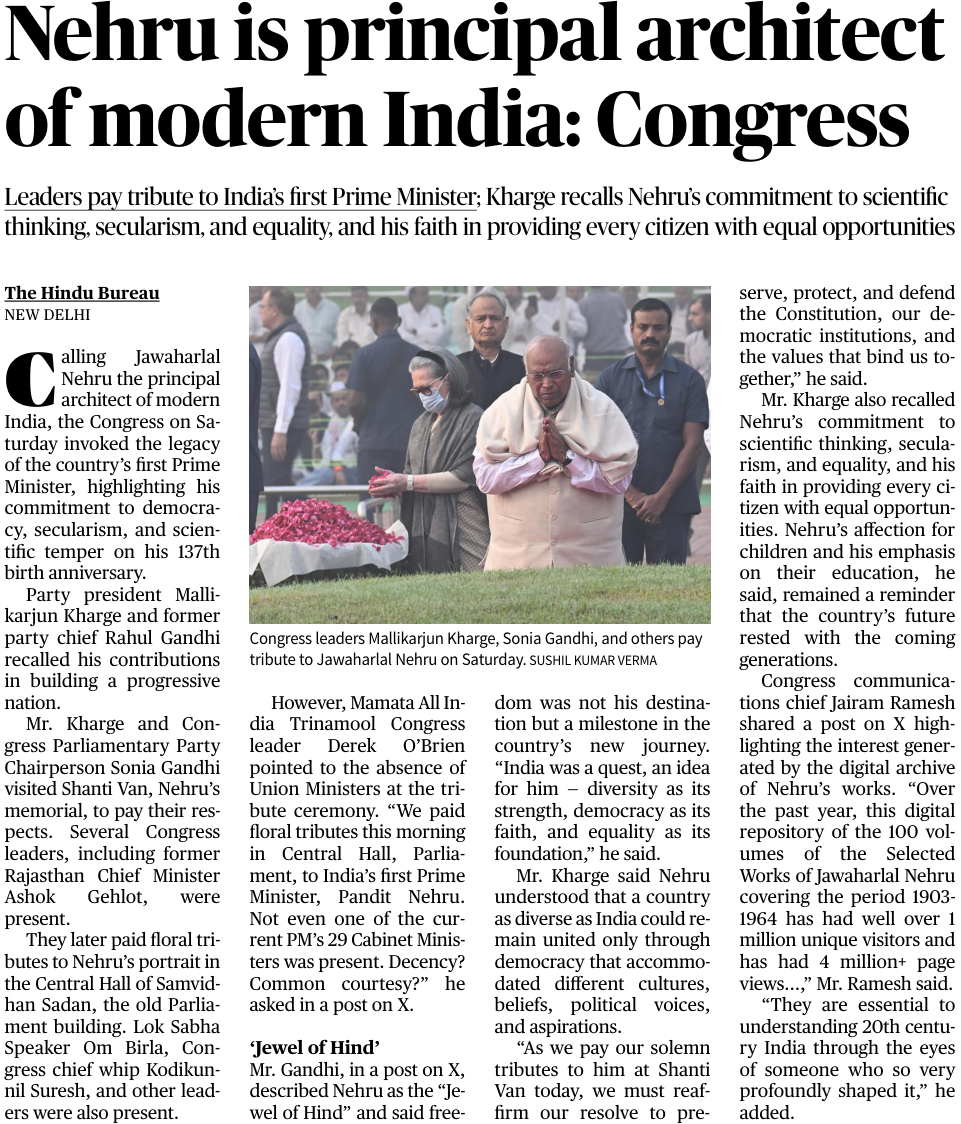 Nehru is principal architect
of modern India: Congress
Leaders pay tribute to India’s first Prime Minister; Kharge recalls Nehru’s commitment to scientific
thinking, secularism, and equality, and his faith in providing every citizen with equal opportunities
The Hindu Bureau
NEW DELHI
Calling Jawaharlal
Nehru the principal
architect of modern
India, the Congress on Sa-
turday invoked the legacy
of the country’s first Prime
Minister, highlighting his
commitment to democra-
cy, secularism, and scien-
tific temper on his 137th
birth anniversary.
Party president Malli-
karjun Kharge and former
party chief Rahul Gandhi
recalled his contributions
in building a progressive
nation.
Mr. Kharge and Con-
gress Parliamentary Party
Chairperson Sonia Gandhi
visited Shanti Van, Nehru’s
memorial, to pay their res-
pects. Several Congress
leaders, including former
Rajasthan Chief Minister
Ashok Gehlot, were
present.
They later paid floral tri-
butes to Nehru’s portrait in
the Central Hall of Samvid-
han Sadan, the old Parlia-
ment building. Lok Sabha
Speaker Om Birla, Con-
gress chief whip Kodikun-
nil Suresh, and other lead-
ers were also present.
Congress leaders Mallikarjun Kharge, Sonia Gandhi, and others pay
tribute to Jawaharlal Nehru on Saturday. SUSHIL KUMAR VERMA
However, Mamata All In-
dia Trinamool Congress
leader Derek O’Brien
pointed to the absence of
Union Ministers at the tri-
bute ceremony. “We paid
floral tributes this morning
in Central Hall, Parlia-
ment, to India’s first Prime
Minister, Pandit Nehru.
Not even one of the cur-
rent PM’s 29 Cabinet Minis-
ters was present. Decency?
Common courtesy?” he
asked in a post on X.
‘Jewel of Hind’
Mr. Gandhi, in a post on X,
described Nehru as the “Je-
wel of Hind” and said free-
dom was not his destina-
tion but a milestone in the
country’s new journey.
“India was a quest, an idea
for him – diversity as its
strength, democracy as its
faith, and equality as its
foundation,” he said.
Mr. Kharge said Nehru
understood that a country
as diverse as India could re-
main united only through
democracy that accommo-
dated different cultures,
beliefs, political voices,
and aspirations.
“As we pay our solemn
tributes to him at Shanti
Van today, we must reaf-
firm our resolve to pre-
serve, protect, and defend
the Constitution, our de-
mocratic institutions, and
the values that bind us to-
gether,” he said.
Mr. Kharge also recalled
Nehru’s commitment to
scientific thinking, secula-
rism, and equality, and his
faith in providing every ci-
tizen with equal opportun-
ities. Nehru’s affection for
children and his emphasis
on their education, he
said, remained a reminder
that the country’s future
rested with the coming
generations.
Congress communica-
tions chief Jairam Ramesh
shared a post on X high-
lighting the interest gener-
ated by the digital archive
of Nehru’s works. “Over
the past year, this digital
repository of the 100 vol-
umes of the Selected
Works of Jawaharlal Nehru
covering the period 1903-
1964 has had well over 1
million unique visitors and
has had 4 million+ page
views...,” Mr. Ramesh said.
“They are essential to
understanding 20th centu-
ry India through the eyes
of someone who so very
profoundly shaped it,” he
added.